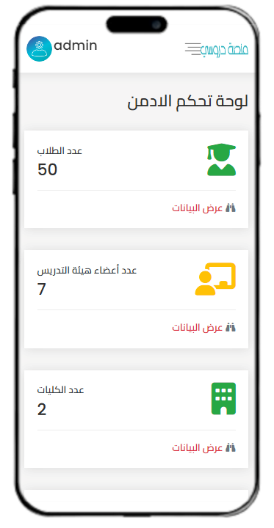 admin
منصة دروسي
لوحة تحكم الادمن
عدد الطلاب
50
عرض البيانات
عدد أعضاء هيئة التدريس
7
عرض البيانات
عدد الكليات
2
عرض البيانات